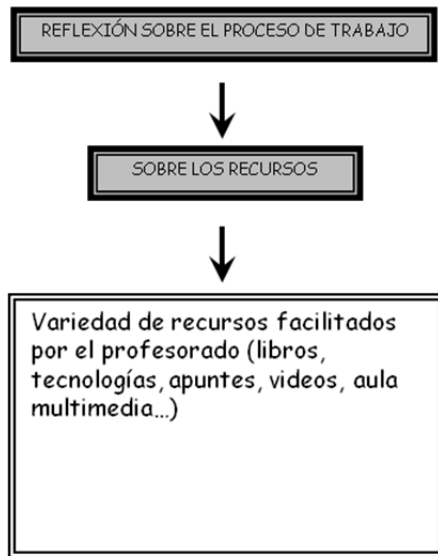 REFLEXIÓN SOBRE EL PROCESO DE TRABAJO
SOBRE LOS RECURSOS
Variedad de recursos facilitados
por el profesorado (libros,
tecnologías, apuntes, videos, aula
multimedia...)